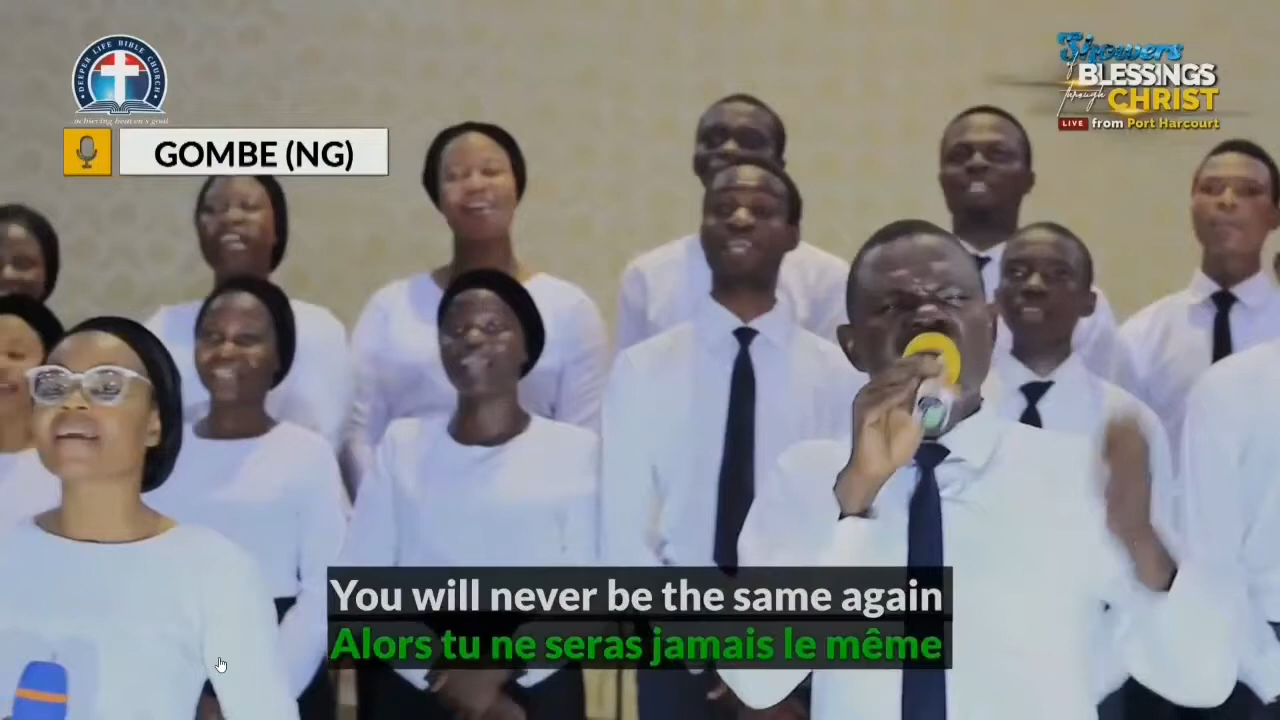 DEEPER LIFE BIBLE CHURCH
achieving heaven's goal
GOMBE (NG)
Showers
of BLESSINGS
through CHRIST
LIVE from Port Harcourt
You will never be the same again
Alors tu ne seras jamais le même